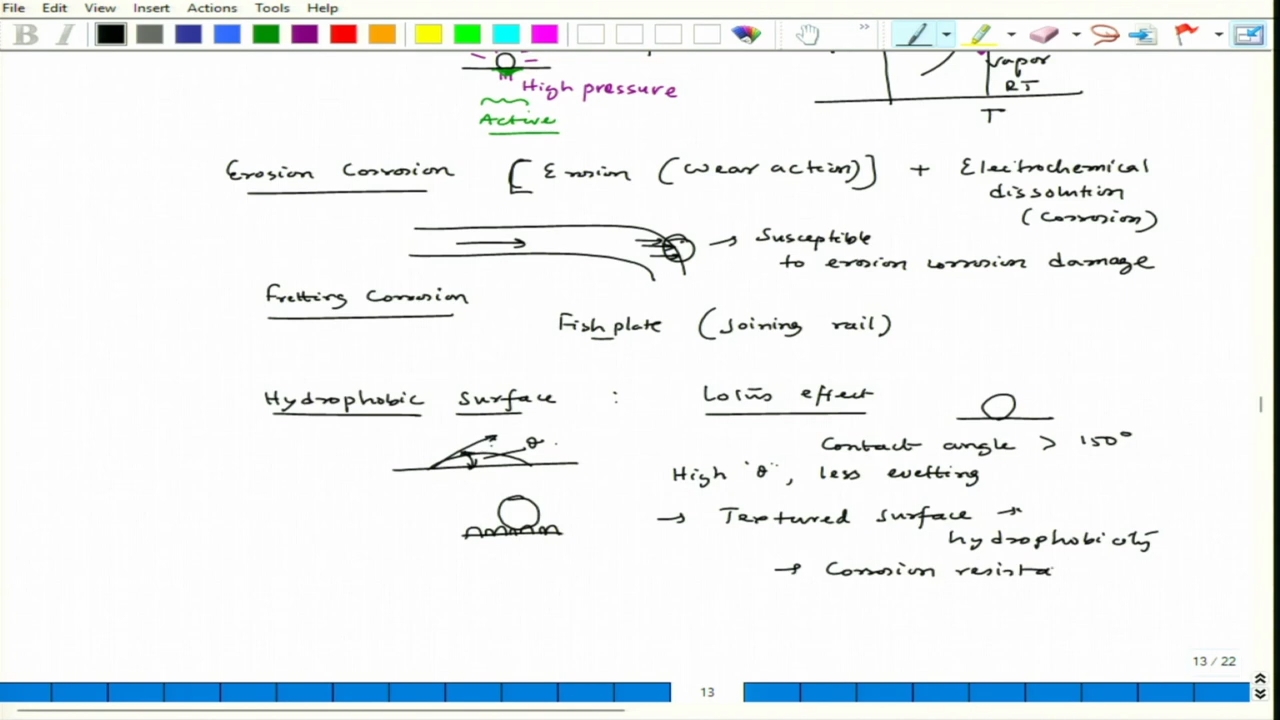 File Edit View Insert Actions Tools Help
B I
High pressure
Active
vapor
RT
T
Erosion Corrosion [Erosion (wear action)] + Electrochemical
dissolution
(corrosion)
→ Susceptible
to erosion corrosion damage
Fretting Corrosion
Fishplate (Joining rail)
Hydrophobic Surface : Lotus effect
θ
Contact angle > 150°
High "θ", less wetting
→ Textured surface →
hydrophobicity
→ Corrosion resista
13 / 22
13